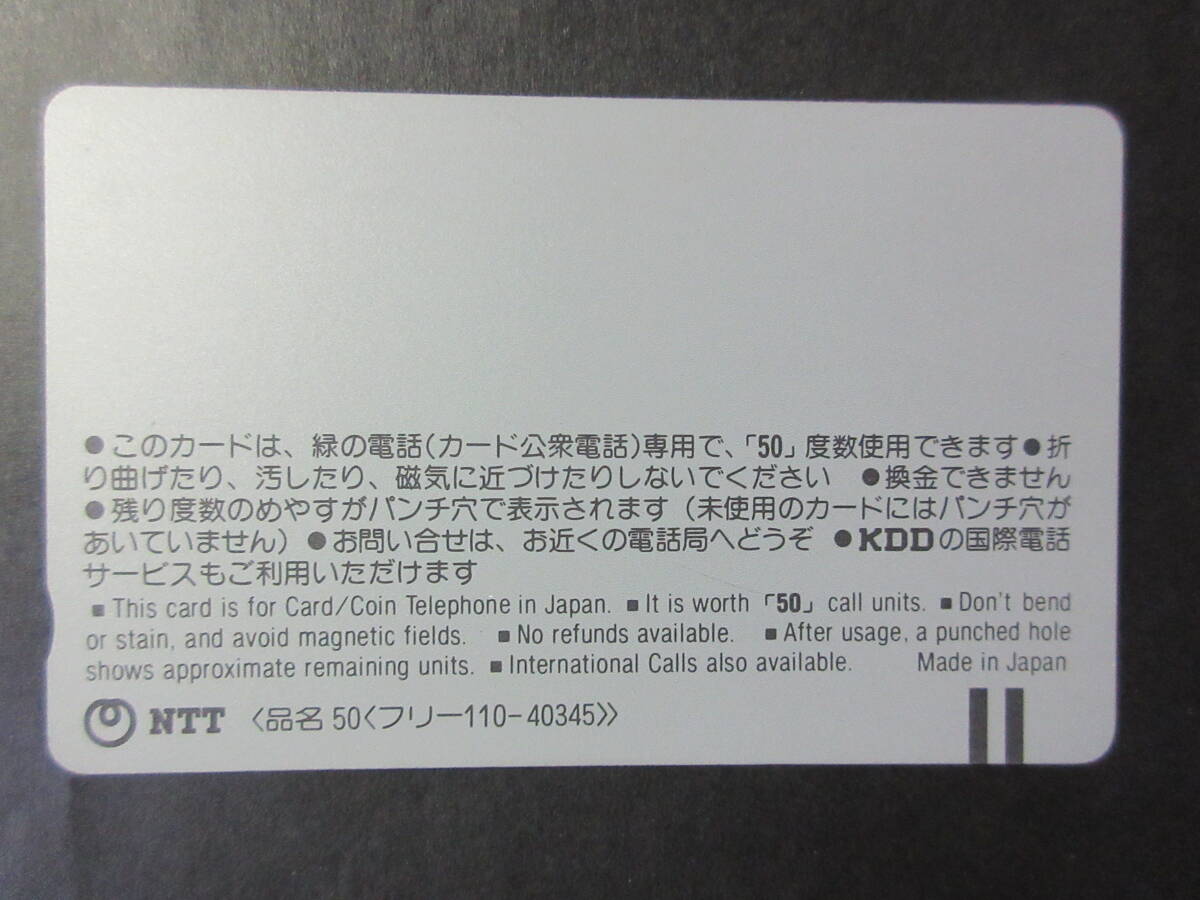 ●このカードは、緑の電話(カード公衆電話)専用で、「50」度数使用できます●折
り曲げたり、汚したり、磁気に近づけたりしないでください ●換金できません
●残り度数のめやすがパンチ穴で表示されます(未使用のカードにはパンチ穴が
あいていません)●お問い合せは、お近くの電話局へどうぞ ●KDDの国際電話
サービスもご利用いただけます
■This card is for Card/Coin Telephone in Japan. ■It is worth「50」call units. ■Don't bend
or stain, and avoid magnetic fields. ■No refunds available. ■After usage, a punched hole
shows approximate remaining units. ■International Calls also available. Made in Japan
NTT 〈品名 50〈フリー110-40345〉〉